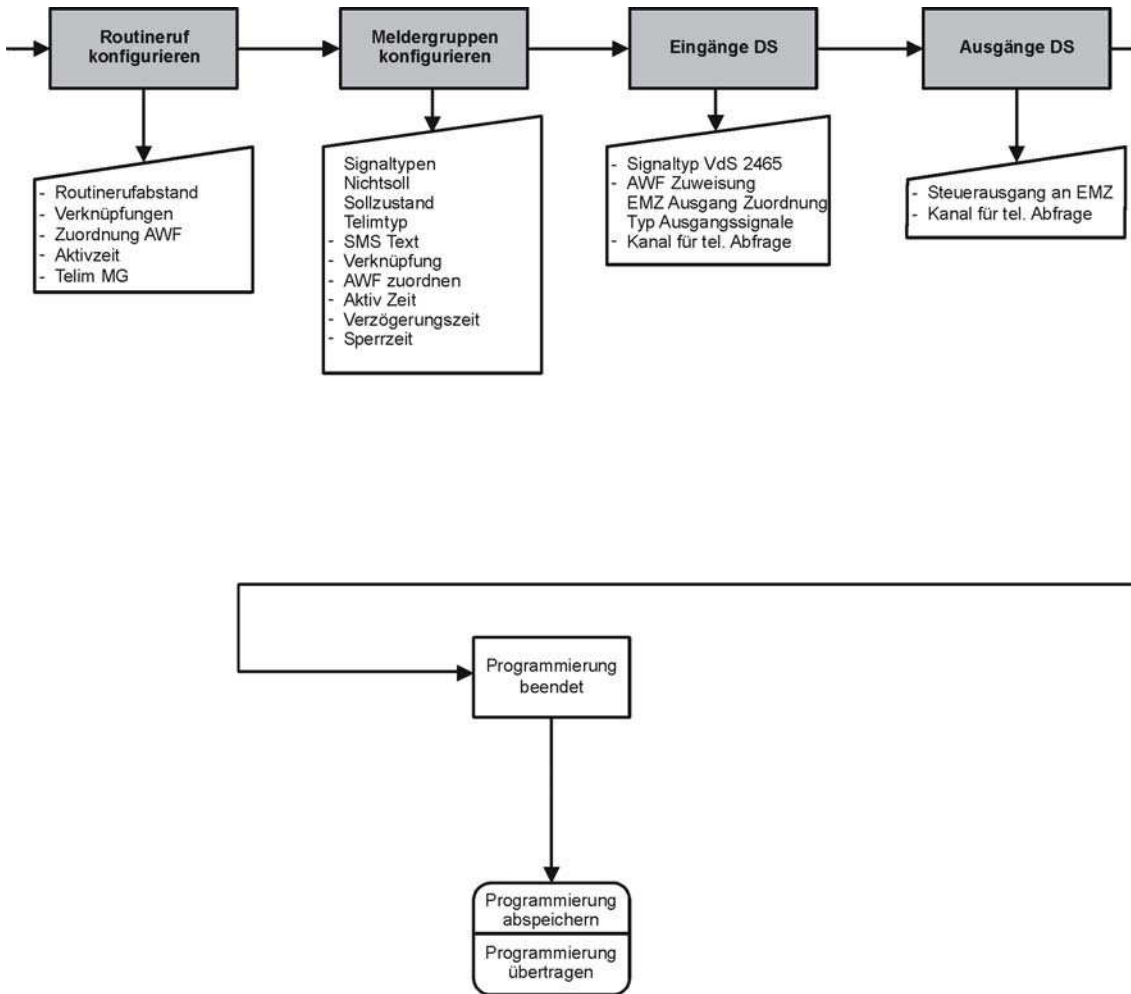 Routineruf
konfigurieren
Meldergruppen
konfigurieren
Eingänge DS
Ausgänge DS
- Routinerufabstand
- Verknüpfungen
- Zuordnung AWF
- Aktivzeit
- Telim MG
Signaltypen
Nichtsoll
Sollzustand
Telimtyp
- SMS Text
- Verknüpfung
- AWF zuordnen
- Aktiv Zeit
- Verzögerungszeit
- Sperrzeit
- Signaltyp VdS 2465
- AWF Zuweisung
EMZ Ausgang Zuordnung
Typ Ausgangssignale
- Kanal für tel. Abfrage
- Steuerausgang an EMZ
- Kanal für tel. Abfrage
Programmierung
beendet
Programmierung
abspeichern
Programmierung
übertragen